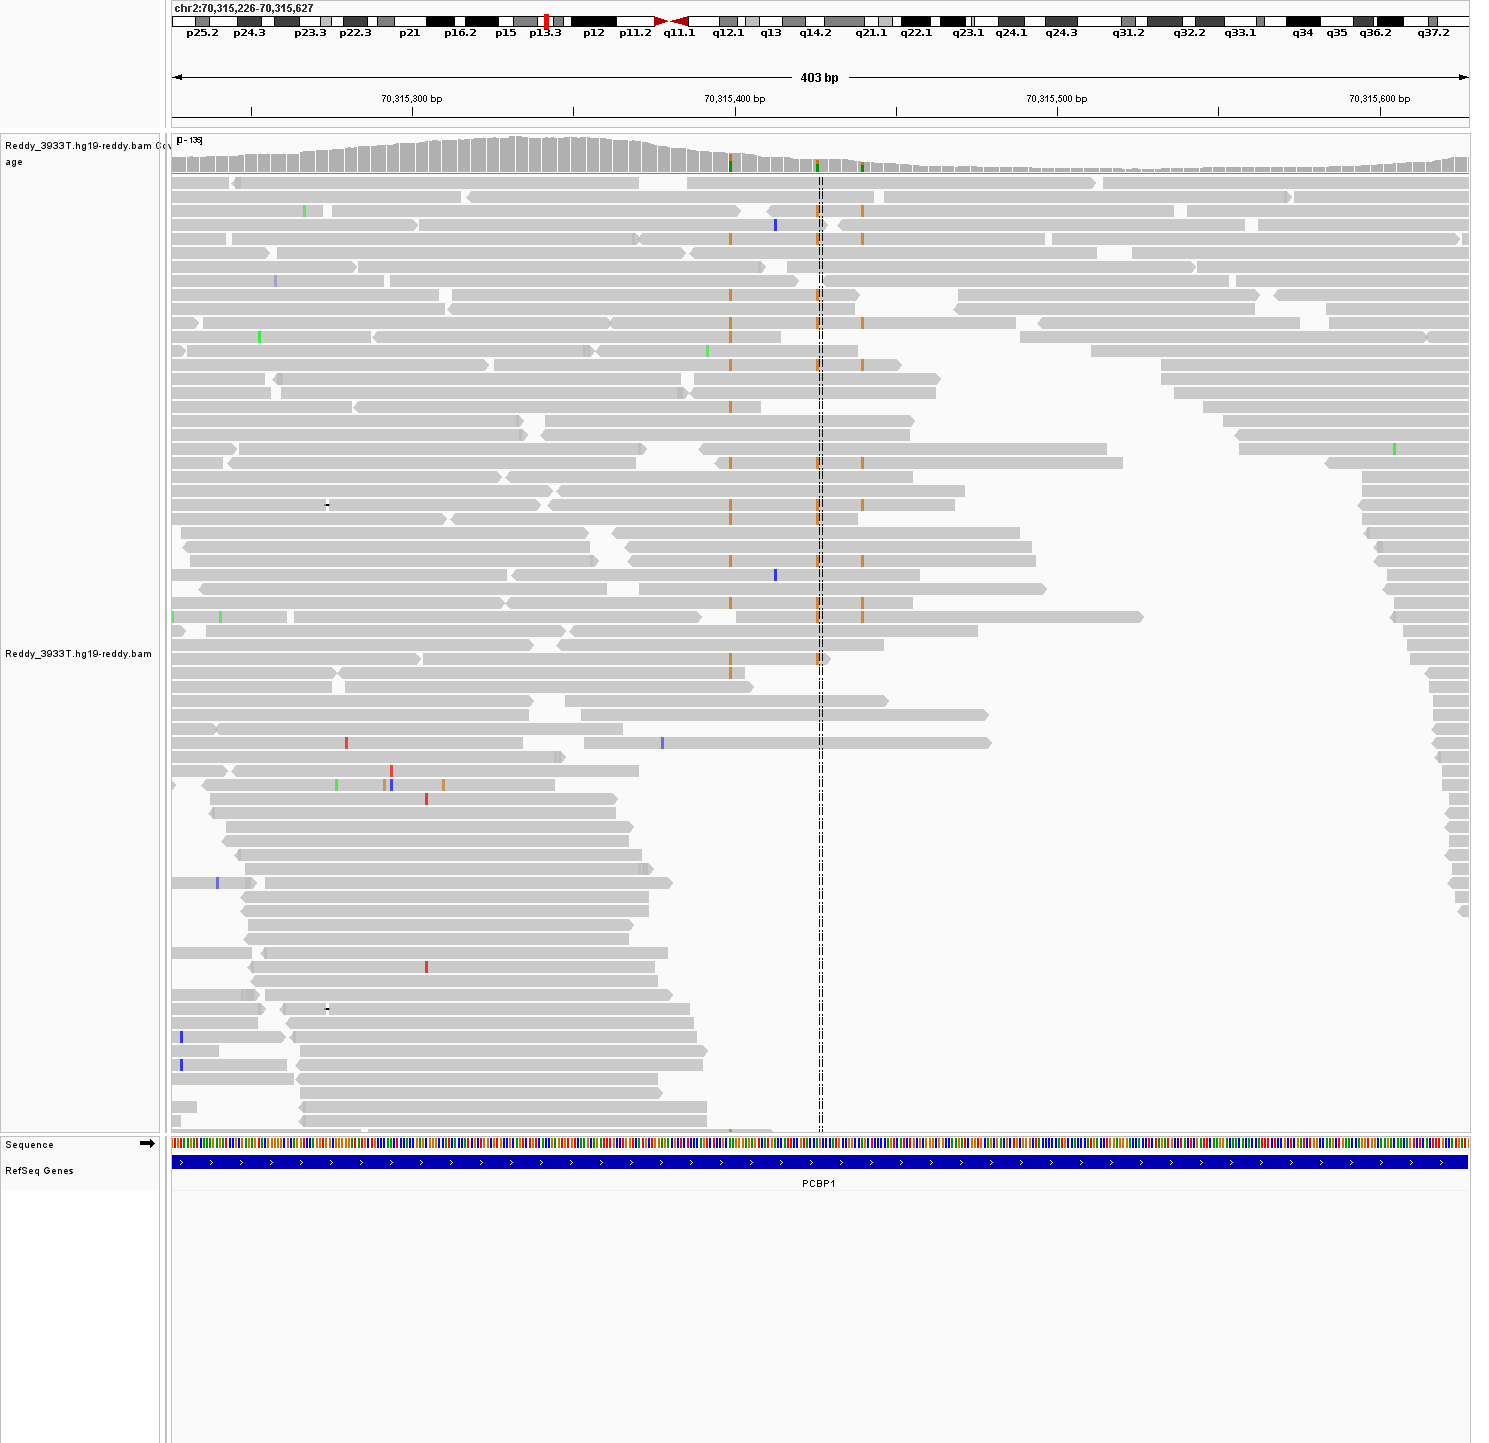 chr2:70,315,226-70,315,627
p25.2 p24.3 p23.3 p22.3 p21 p16.2 p15 p13.3 p12 p11.2 q11.1 q12.1 q13 q14.2 q21.1 q22.1 q23.1 q24.1 q24.3 q31.2 q32.2 q33.1 q34 q35 q36.2 q37.2
403 bp
70,315,300 bp 70,315,400 bp 70,315,500 bp 70,315,600 bp
Reddy_3933T.hg19-reddy.bam Cov
age
Reddy_3933T.hg19-reddy.bam
Sequence
RefSeq Genes
PCBP1